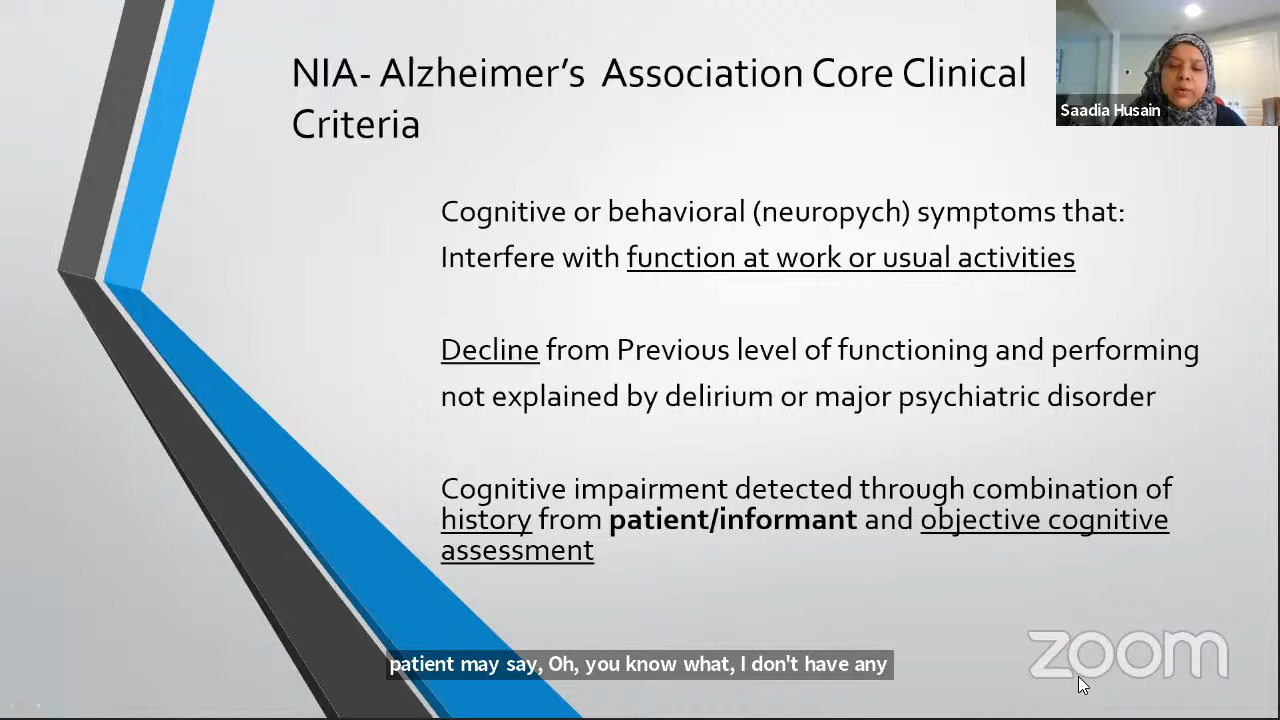 NIA- Alzheimer’s  Association Core Clinical
Criteria
Saadia Husain
Cognitive or behavioral (neuropych) symptoms that:
Interfere with function at work or usual activities
Decline from Previous level of functioning and performing
not explained by delirium or major psychiatric disorder
Cognitive impairment detected through combination of
history from patient/informant and objective cognitive
assessment
patient may say, Oh, you know what, I don't have any
zoom